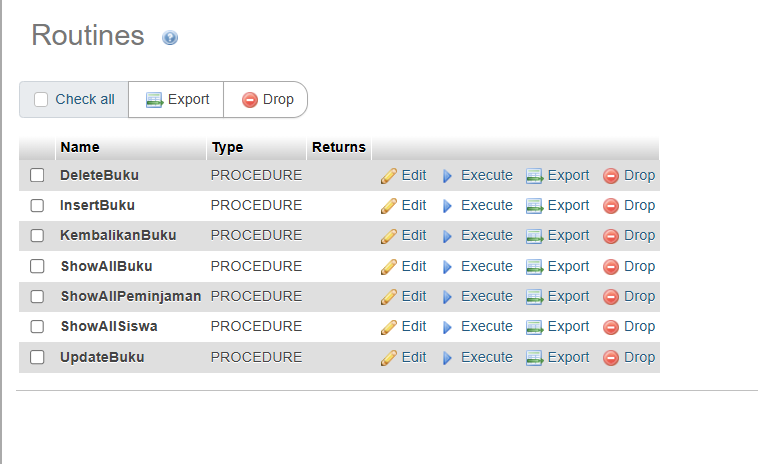 Routines
Check all Export Drop
Name Type Returns
DeleteBuku PROCEDURE Edit Execute Export Drop
InsertBuku PROCEDURE Edit Execute Export Drop
KembalikanBuku PROCEDURE Edit Execute Export Drop
ShowAllBuku PROCEDURE Edit Execute Export Drop
ShowAllPeminjaman PROCEDURE Edit Execute Export Drop
ShowAllSiswa PROCEDURE Edit Execute Export Drop
UpdateBuku PROCEDURE Edit Execute Export Drop